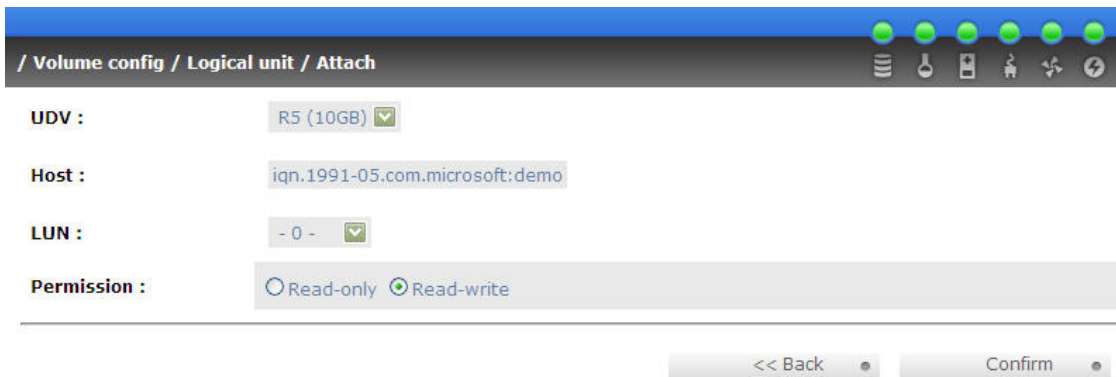 / Volume config / Logical unit / Attach
UDV : R5 (10GB)
Host : iqn.1991-05.com.microsoft:demo
LUN : - 0 -
Permission : Read-only Read-write
<< Back Confirm